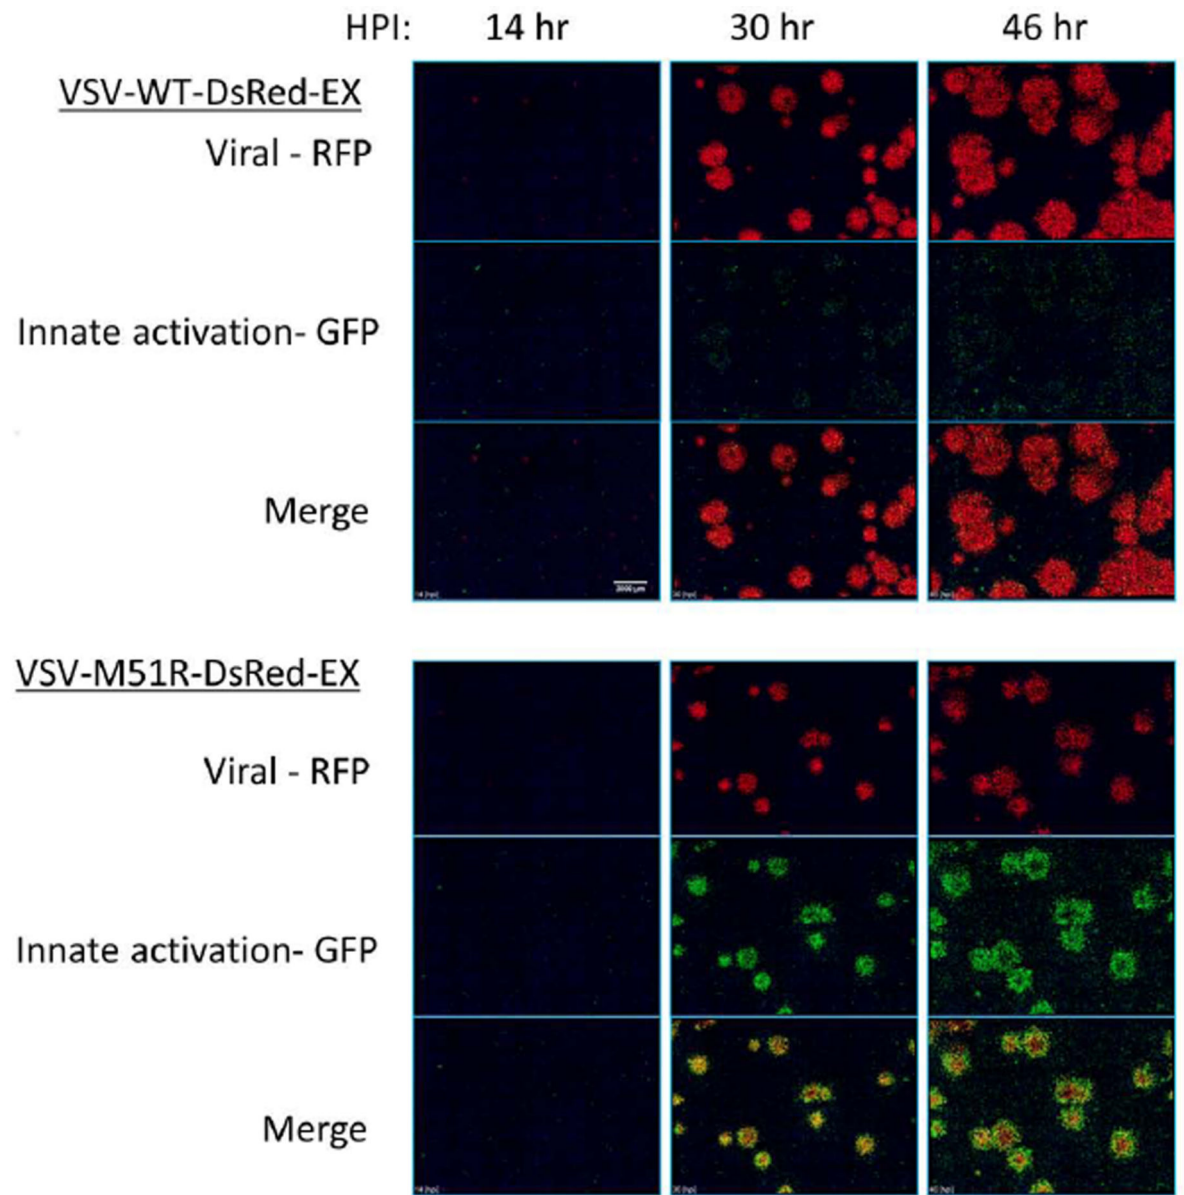 HPI: 14 hr 30 hr 46 hr
VSV-WT-DsRed-EX
Viral - RFP
Innate activation- GFP
Merge
VSV-M51R-DsRed-EX
Viral - RFP
Innate activation- GFP
Merge